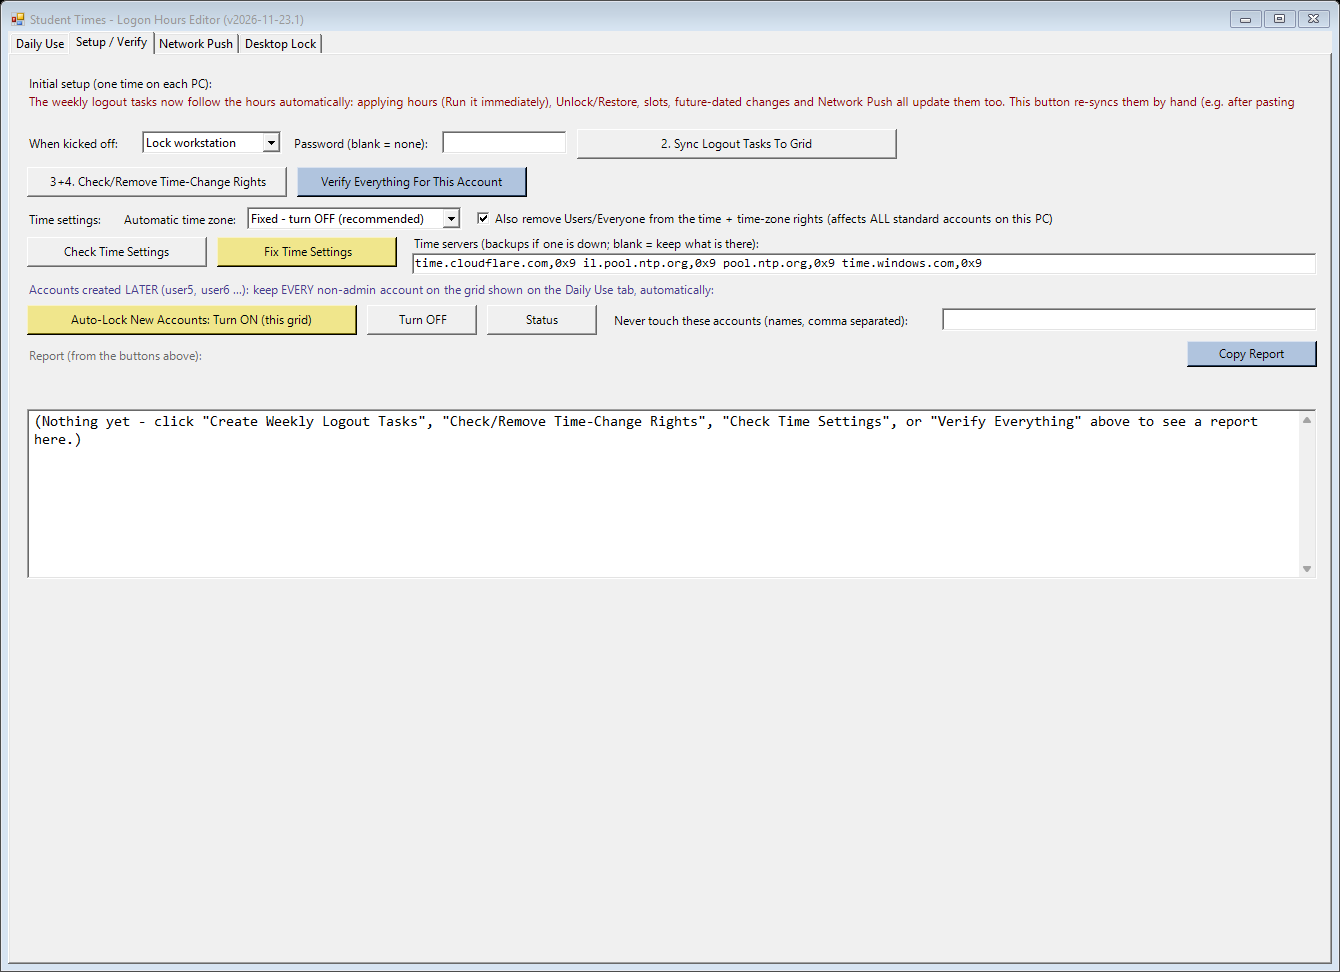 Student Times - Logon Hours Editor (v2026-11-23.1)
Daily Use Setup / Verify Network Push Desktop Lock
Initial setup (one time on each PC):
The weekly logout tasks now follow the hours automatically: applying hours (Run it immediately), Unlock/Restore, slots, future-dated changes and Network Push all update them too. This button re-syncs them by hand (e.g. after pasting
When kicked off: Lock workstation Password (blank = none): 2. Sync Logout Tasks To Grid
3+4. Check/Remove Time-Change Rights Verify Everything For This Account
Time settings: Automatic time zone: Fixed - turn OFF (recommended) Also remove Users/Everyone from the time + time-zone rights (affects ALL standard accounts on this PC)
Check Time Settings Fix Time Settings Time servers (backups if one is down; blank = keep what is there):
time.cloudflare.com,0x9 il.pool.ntp.org,0x9 pool.ntp.org,0x9 time.windows.com,0x9
Accounts created LATER (user5, user6 ...): keep EVERY non-admin account on the grid shown on the Daily Use tab, automatically:
Auto-Lock New Accounts: Turn ON (this grid) Turn OFF Status Never touch these accounts (names, comma separated):
Report (from the buttons above): Copy Report
(Nothing yet - click "Create Weekly Logout Tasks", "Check/Remove Time-Change Rights", "Check Time Settings", or "Verify Everything" above to see a report
here.)